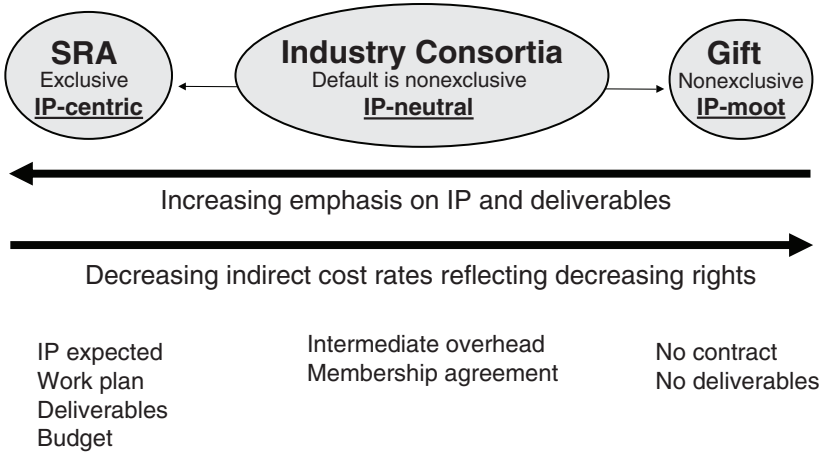 SRA
Exclusive
IP-centric
Industry Consortia
Default is nonexclusive
IP-neutral
Gift
Nonexclusive
IP-moot
Increasing emphasis on IP and deliverables
Decreasing indirect cost rates reflecting decreasing rights
IP expected
Work plan
Deliverables
Budget
Intermediate overhead
Membership agreement
No contract
No deliverables